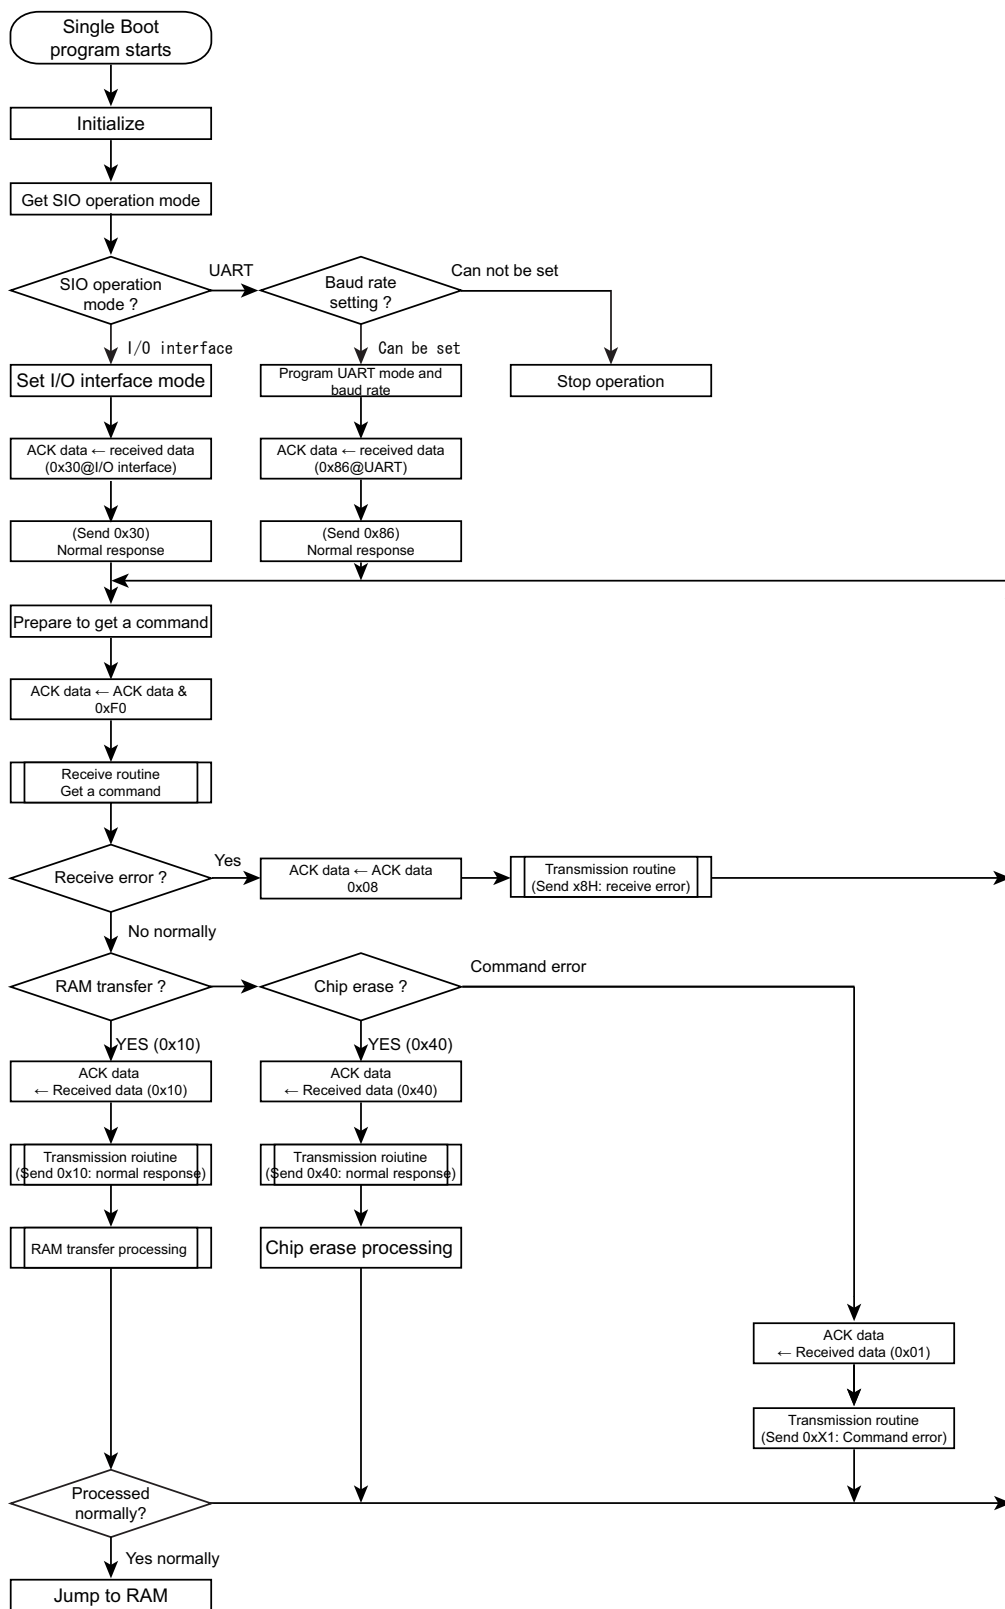 Single Boot
program starts
Initialize
Get SIO operation mode
SIO operation
mode ?
UART
Baud rate
setting ?
Can not be set
I/O interface
Can be set
Set I/O interface mode
Program UART mode and
baud rate
Stop operation
ACK data ← received data
(0x30@I/O interface)
ACK data ← received data
(0x86@UART)
(Send 0x30)
Normal response
(Send 0x86)
Normal response
Prepare to get a command
ACK data ← ACK data &
0xF0
Receive routine
Get a command
Receive error ?
Yes
ACK data ← ACK data
0x08
Transmission routine
(Send x8H: receive error)
No normally
RAM transfer ?
Chip erase ?
Command error
YES (0x10)
YES (0x40)
ACK data
← Received data (0x10)
ACK data
← Received data (0x40)
Transmission roiutine
(Send 0x10: normal response)
Transmission roiutine
(Send 0x40: normal response)
RAM transfer processing
Chip erase processing
ACK data
← Received data (0x01)
Transmission routine
(Send 0xX1: Command error)
Processed
normally?
Yes normally
Jump to RAM